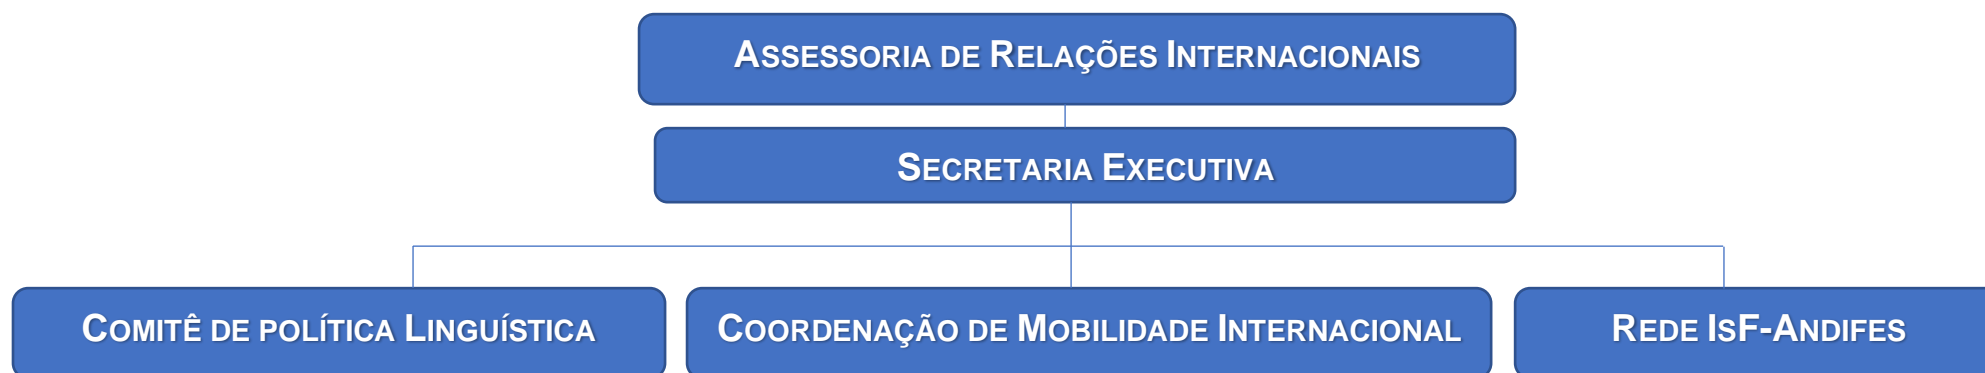 ASSESSORIA DE RELAÇÕES INTERNACIONAIS
SECRETARIA EXECUTIVA
COMITÊ DE POLÍTICA LINGUÍSTICA
COORDENAÇÃO DE MOBILIDADE INTERNACIONAL
REDE ISF-ANDIFES